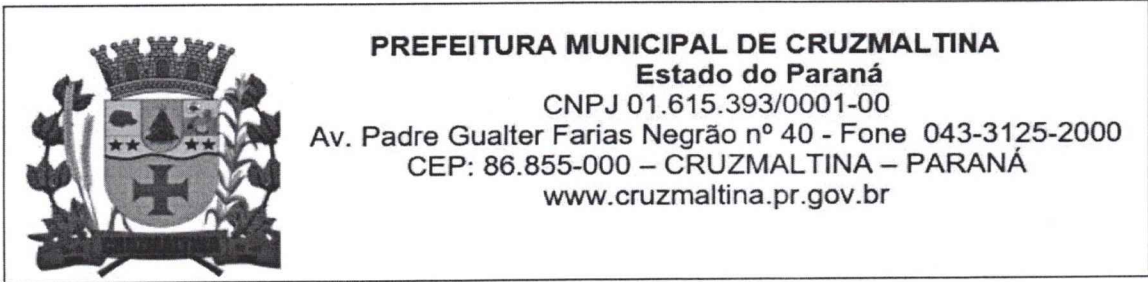 PREFEITURA MUNICIPAL DE CRUZMALTINA
Estado do Paraná
CNPJ 01.615.393/0001-00
Av. Padre Gualter Farias Negrão nº 40 - Fone 043-3125-2000
CEP: 86.855-000 – CRUZMALTINA – PARANÁ
www.cruzmaltina.pr.gov.br
CRUZMALTINA